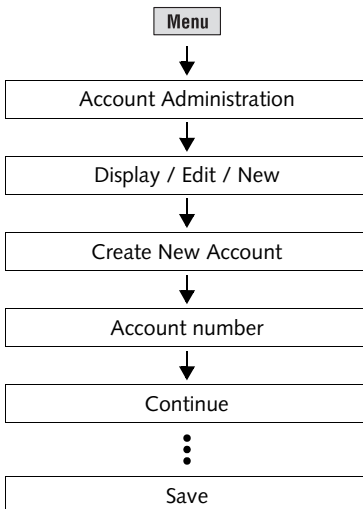 Menu
Account Administration
Display / Edit / New
Create New Account
Account number
Continue
Save